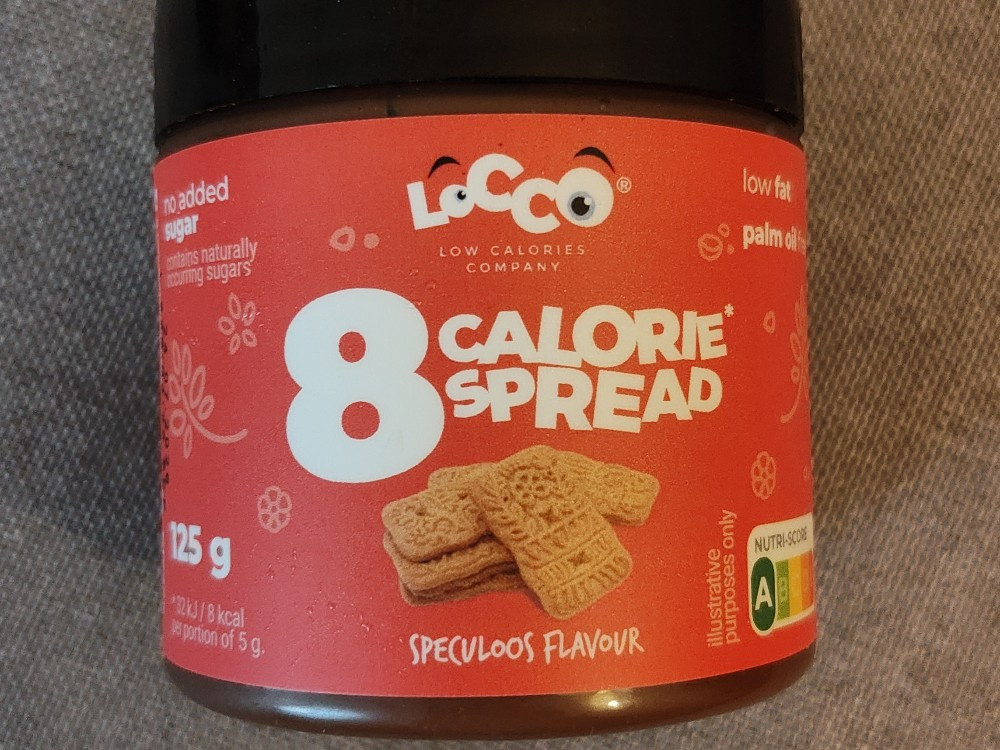 LOCCO®
LOW CALORIES
COMPANY
no added
sugar
contains naturally
occurring sugars
low fat
palm oil
8 CALORIE*
SPREAD
125 g
*32 kJ / 8 kcal
per portion of 5 g.
SPECULOOS FLAVOUR
illustrative
purposes only
NUTRI-SCORE
A B